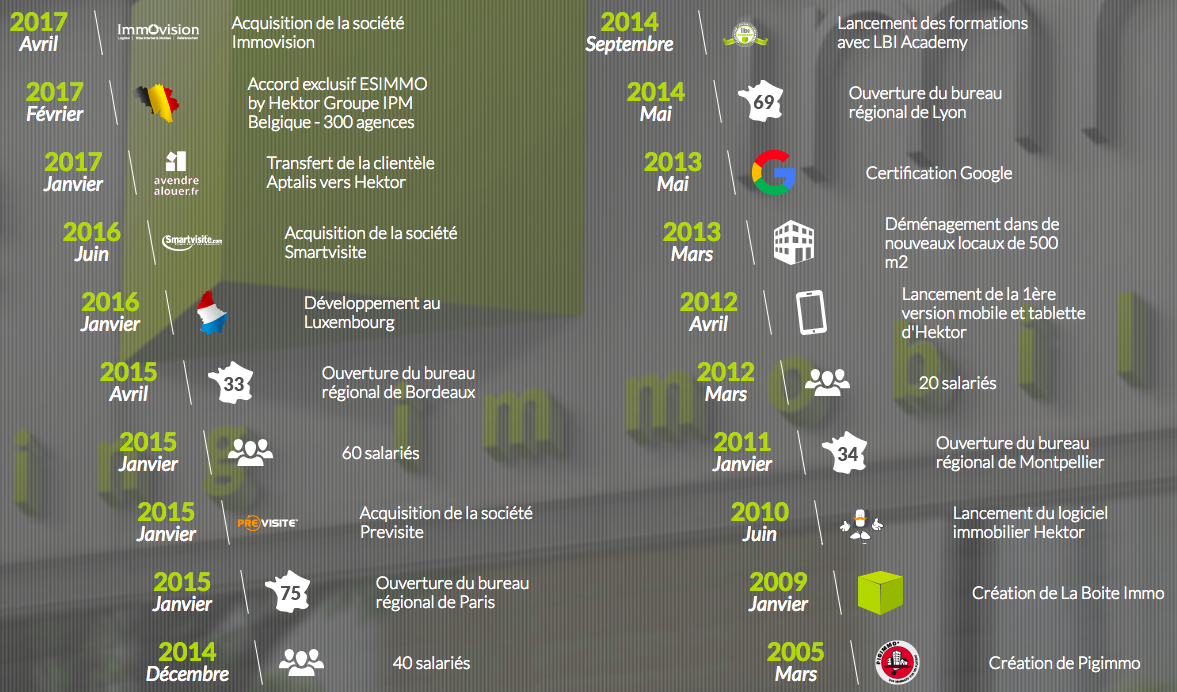 2017
Avril
ImmOvision
Acquisition de la société
Immovision
2017
Février
Accord exclusif ESIMMO
by Hektor Groupe IPM
Belgique - 300 agences
2017
Janvier
avendre
alouer.fr
Transfert de la clientèle
Aptalis vers Hektor
2016
Juin
Smartvisite.com
Acquisition de la société
Smartvisite
2016
Janvier
Développement au
Luxembourg
2015
Avril
33
Ouverture du bureau
régional de Bordeaux
2015
Janvier
60 salariés
2015
Janvier
PREVISITE
Acquisition de la société
Previsite
2015
Janvier
75
Ouverture du bureau
régional de Paris
2014
Décembre
40 salariés
2014
Septembre
lbi
Lancement des formations
avec LBI Academy
2014
Mai
69
Ouverture du bureau
régional de Lyon
2013
Mai
Certification Google
2013
Mars
Déménagement dans de
nouveaux locaux de 500
m2
2012
Avril
Lancement de la 1ère
version mobile et tablette
d'Hektor
2012
Mars
20 salariés
2011
Janvier
34
Ouverture du bureau
régional de Montpellier
2010
Juin
Lancement du logiciel
immobilier Hektor
2009
Janvier
Création de La Boite Immo
2005
Mars
PIGIMMO
Création de Pigimmo
ing immobil